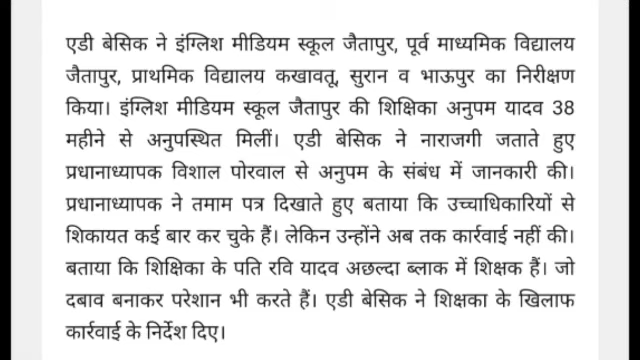 एडी बेसिक ने इंग्लिश मीडियम स्कूल जैतापुर, पूर्व माध्यमिक विद्यालय
जैतापुर, प्राथमिक विद्यालय कखावतू, सुरान व भाऊपुर का निरीक्षण
किया। इंग्लिश मीडियम स्कूल जैतापुर की शिक्षिका अनुपम यादव 38
महीने से अनुपस्थित मिलीं। एडी बेसिक ने नाराजगी जताते हुए
प्रधानाध्यापक विशाल पोरवाल से अनुपम के संबंध में जानकारी की।
प्रधानाध्यापक ने तमाम पत्र दिखाते हुए बताया कि उच्चाधिकारियों से
शिकायत कई बार कर चुके हैं। लेकिन उन्होंने अब तक कार्रवाई नहीं की।
बताया कि शिक्षिका के पति रवि यादव अछल्दा ब्लाक में शिक्षक हैं। जो
दबाव बनाकर परेशान भी करते हैं। एडी बेसिक ने शिक्षका के खिलाफ
कार्रवाई के निर्देश दिए।